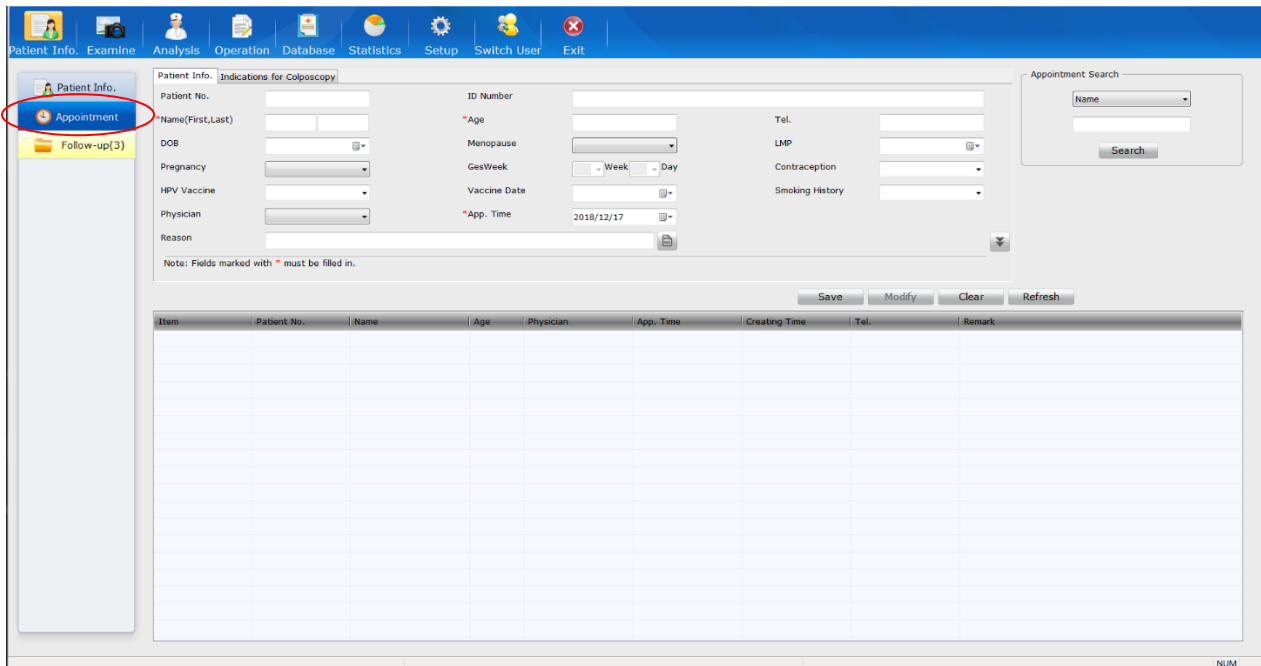 Patient Info. Examine Analysis Operation Database Statistics Setup Switch User Exit
Patient Info.
Appointment
Follow-up(3)
Patient Info. Indications for Colposcopy
Patient No. ID Number
*Name(First,Last) *Age Tel.
DOB Menopause LMP
Pregnancy GesWeek Week Day Contraception
HPV Vaccine Vaccine Date Smoking History
Physician *App. Time 2018/12/17
Reason
Note: Fields marked with * must be filled in.
Appointment Search
Name
Search
Save Modify Clear Refresh
Item Patient No. Name Age Physician App. Time Creating Time Tel. Remark
NUM